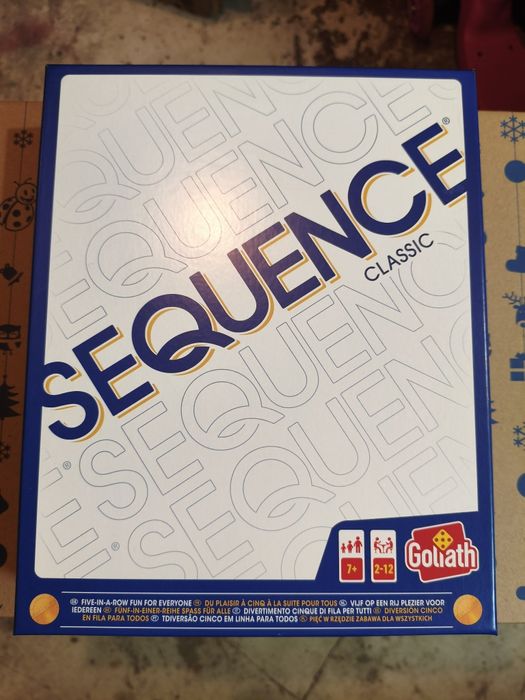 SEQUENCE®
CLASSIC
7+
2-12
Goliath
FIVE-IN-A-ROW FUN FOR EVERYONE DU PLAISIR À CINQ À LA SUITE POUR TOUS VIJF OP EEN RIJ PLEZIER VOOR
IEDEREEN FÜNF-IN-EINER-REIHE SPASS FÜR ALLE DIVERTIMENTO CINQUE DI FILA PER TUTTI DIVERSIÓN CINCO
EN FILA PARA TODOS TDIVERSÃO CINCO EM LINHA PARA TODOS PIĘĆ W RZĘDZIE ZABAWA DLA WSZYSTKICH